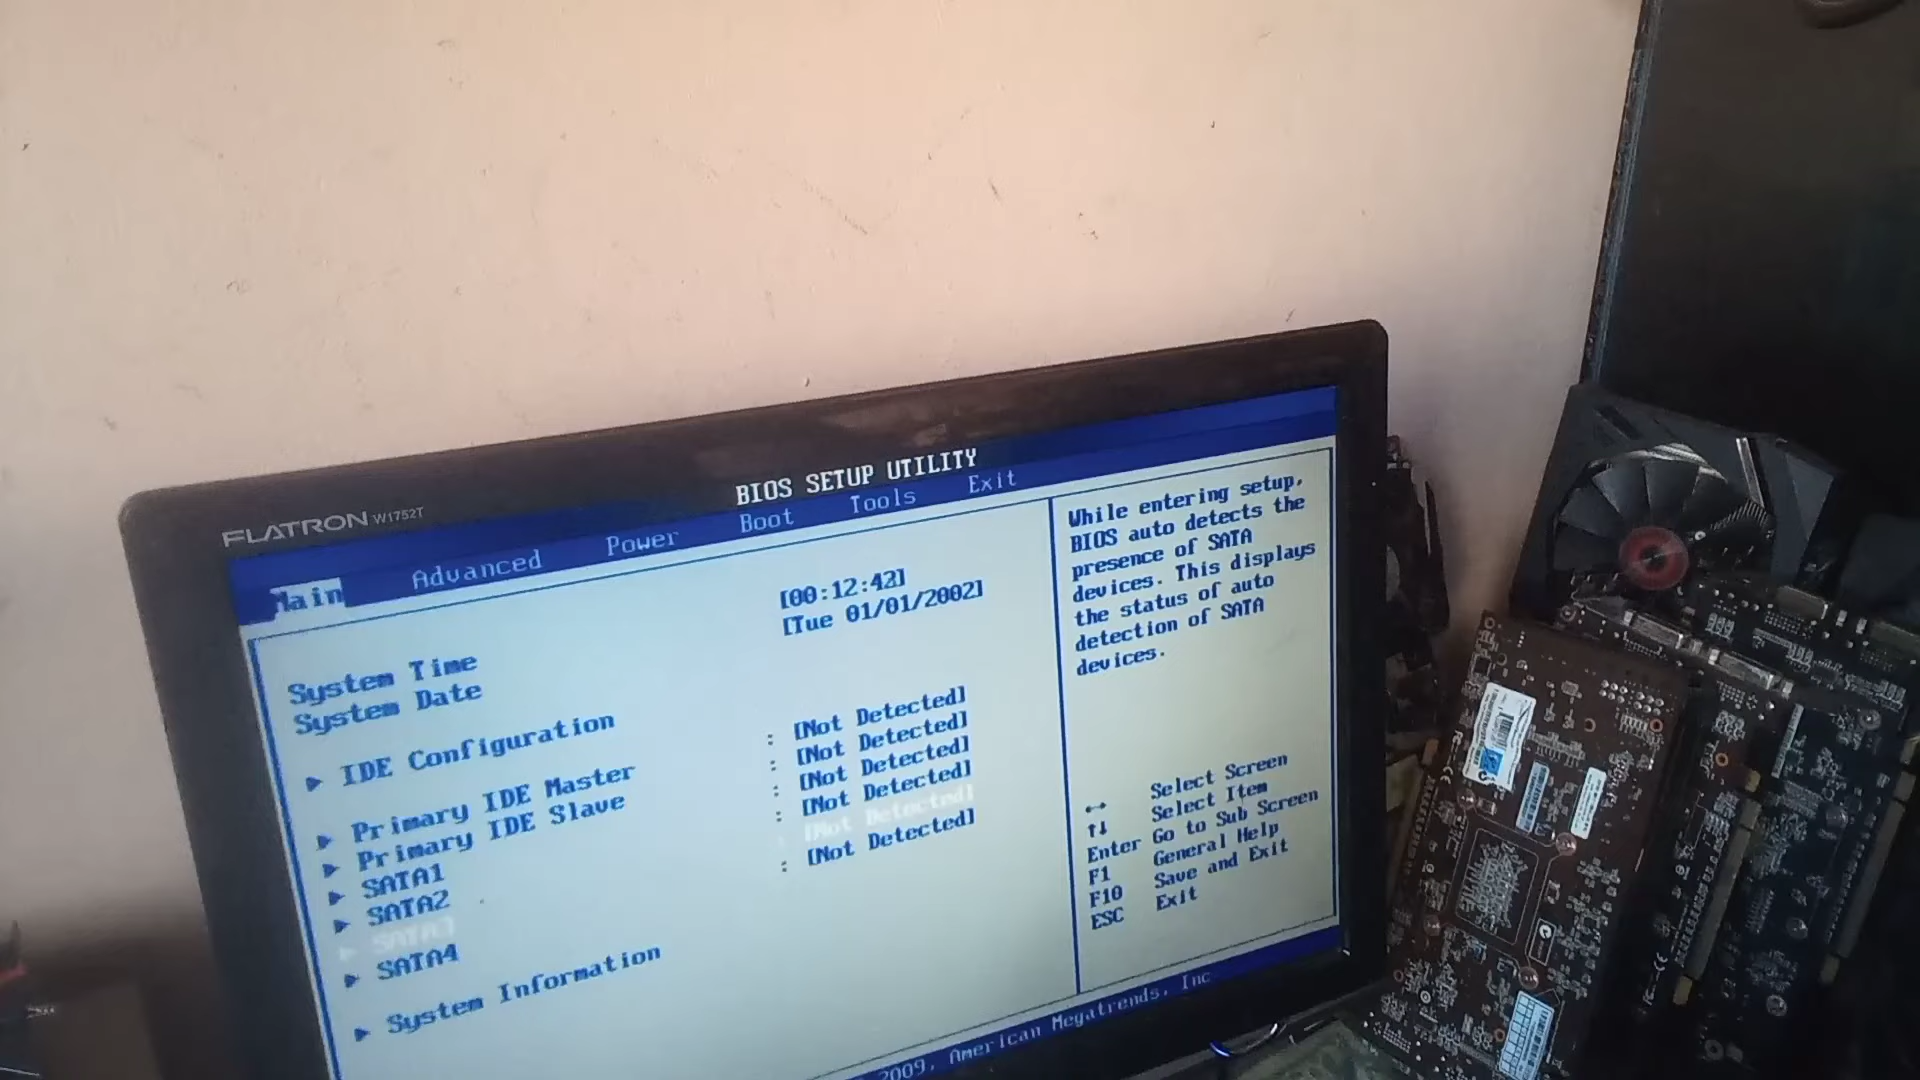 FLATRON W1752T
BIOS SETUP UTILITY
Main Advanced Power Boot Tools Exit
System Time [00:12:42]
System Date [Tue 01/01/2002]
IDE Configuration
Primary IDE Master : [Not Detected]
Primary IDE Slave : [Not Detected]
SATA1 : [Not Detected]
SATA2 : [Not Detected]
SATA3 [Not Detected]
SATA4 : [Not Detected]
System Information
While entering setup,
BIOS auto detects the
presence of SATA
devices. This displays
the status of auto
detection of SATA
devices.
↔ Select Screen
↑↓ Select Item
Enter Go to Sub Screen
F1 General Help
F10 Save and Exit
ESC Exit
2009, American Megatrends, Inc